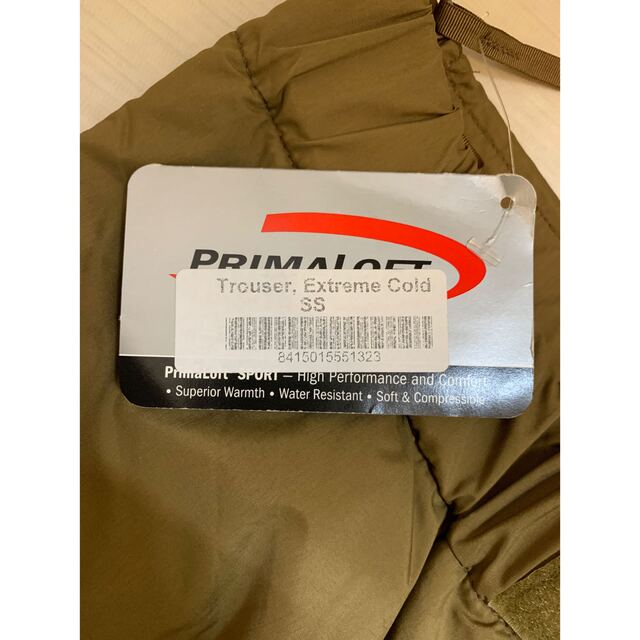 PRIMALOFT
Trouser, Extreme Cold
SS
8415015551323
PrimaLoft SPORT — High Performance and Comfort
• Superior Warmth • Water Resistant • Soft & Compressible